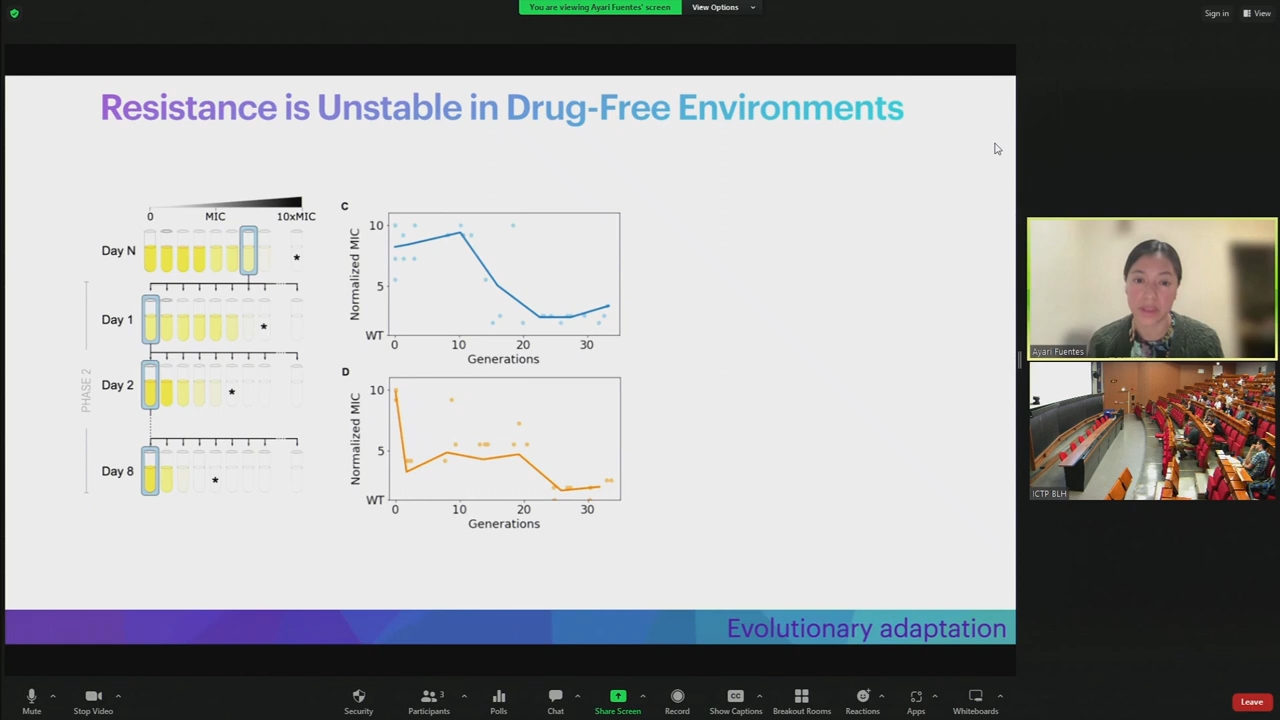 You are viewing Ayari Fuentes' screen
View Options
Sign in
View
Resistance is Unstable in Drug-Free Environments
0 MIC 10xMIC
Day N
*
Day 1
*
Day 2
*
Day 8
*
PHASE 2
C
10
5
WT
Normalized MIC
0 10 20 30
Generations
D
10
5
WT
Normalized MIC
0 10 20 30
Generations
Evolutionary adaptation
Ayari Fuentes
ICTP BLH
Mute
Stop Video
Security
Participants
3
Polls
Chat
Share Screen
Record
CC
Show Captions
Breakout Rooms
Reactions
Apps
Whiteboards
Leave